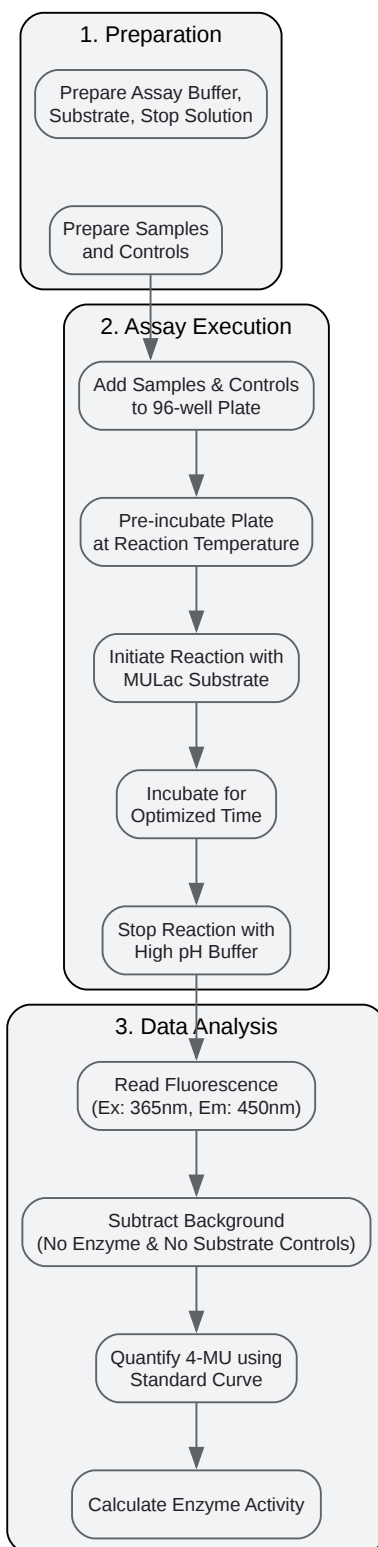 1. Preparation
Prepare Assay Buffer,
Substrate, Stop Solution
Prepare Samples
and Controls
2. Assay Execution
Add Samples & Controls
to 96-well Plate
Pre-incubate Plate
at Reaction Temperature
Initiate Reaction with
MULac Substrate
Incubate for
Optimized Time
Stop Reaction with
High pH Buffer
3. Data Analysis
Read Fluorescence
(Ex: 365nm, Em: 450nm)
Subtract Background
(No Enzyme & No Substrate Controls)
Quantify 4-MU using
Standard Curve
Calculate Enzyme Activity